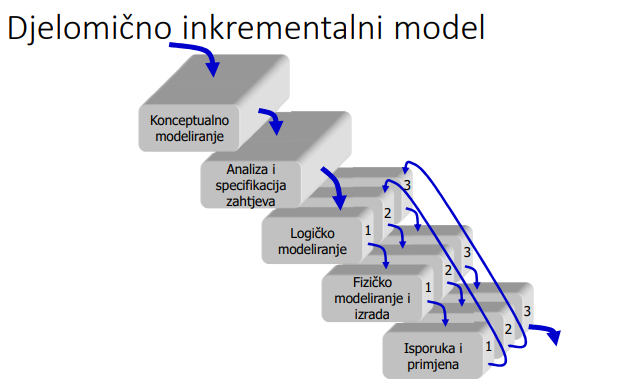 Djelomično inkrementalni model
Konceptualno
modeliranje
Analiza i
specifikacija
zahtjeva
Logičko
modeliranje
1
2
3
Fizičko
modeliranje i
izrada
1
2
3
Isporuka i
primjena
1
2
3